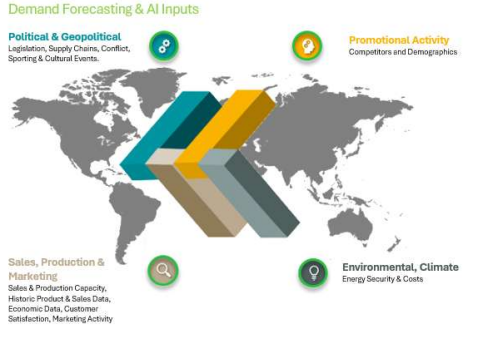 Demand Forecasting & AI Inputs
Political & Geopolitical
Legislation, Supply Chains, Conflict,
Sporting & Cultural Events.
Promotional Activity
Competitors and Demographics
Sales, Production &
Marketing
Sales & Production Capacity,
Historic Product & Sales Data,
Economic Data, Customer
Satisfaction, Marketing Activity
Environmental, Climate
Energy Security & Costs